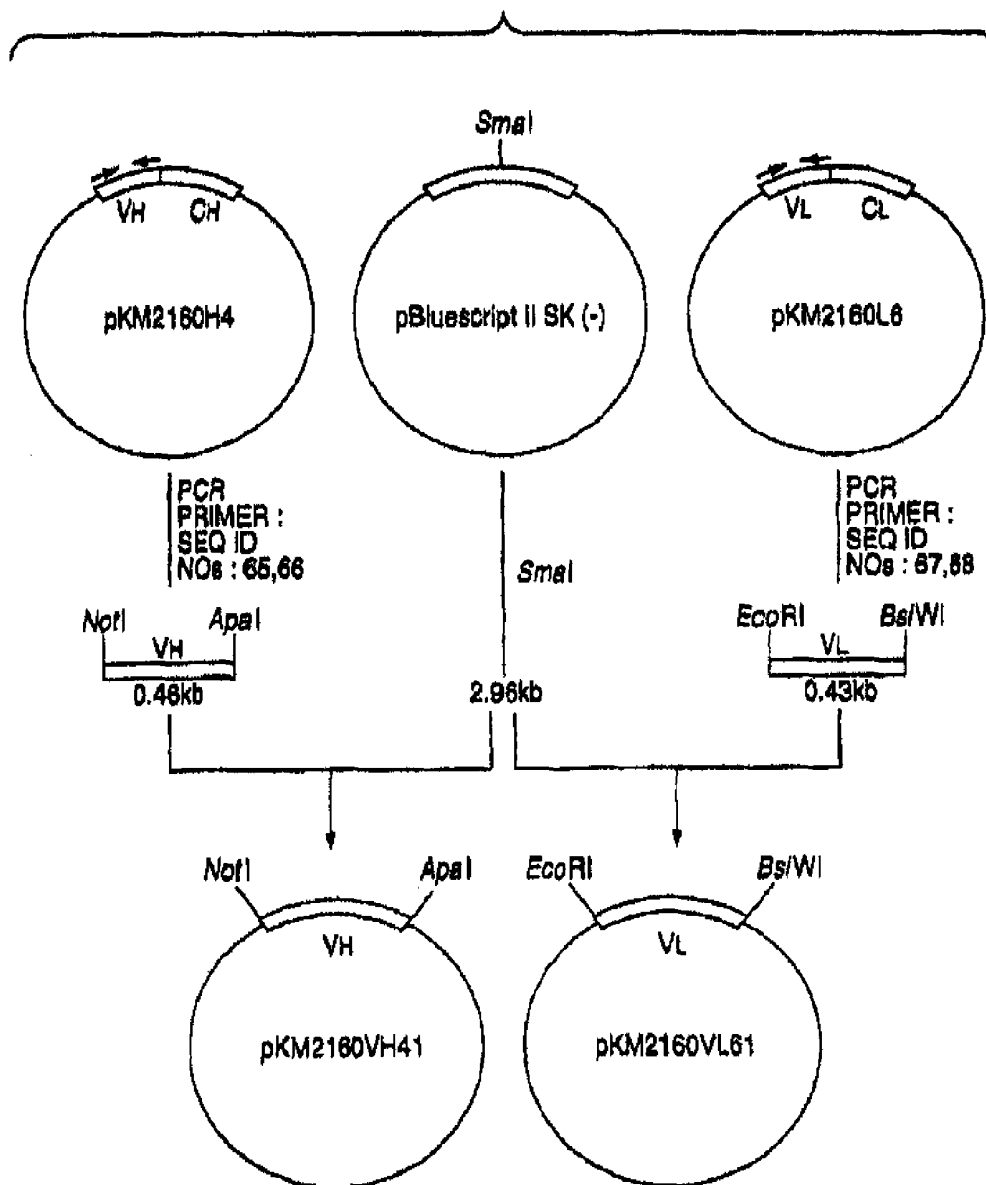 SmaI
VH CH
VL CL
pKM2160H4
pBluescript II SK (-)
pKM2160L6
PCR
PRIMER :
SEQ ID
NOs : 65,66
SmaI
PCR
PRIMER :
SEQ ID
NOs : 67,68
NotI ApaI
VH
0.46kb
2.96kb
EcoRI BsiWI
VL
0.43kb
NotI ApaI
VH
pKM2160VH41
EcoRI BsiWI
VL
pKM2160VL61